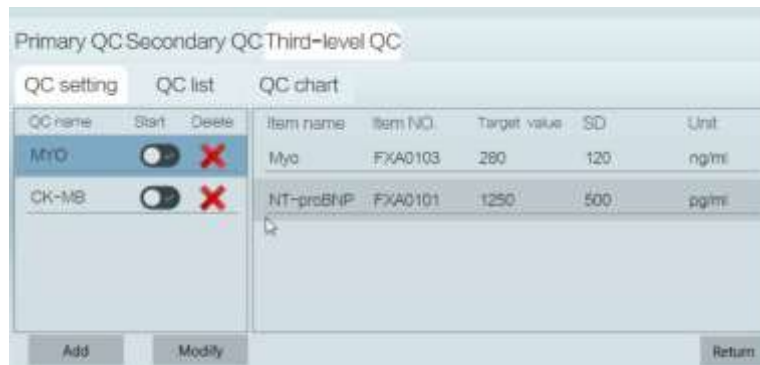 Primary QC Secondary QC Third-level QC
QC setting QC list QC chart
QC name Start Delete Item name Item NO. Target value SD Unit
MYO Myo FXA0103 280 120 ng/ml
CK-MB NT-proBNP FXA0101 1250 500 pg/ml
Add Modify Return